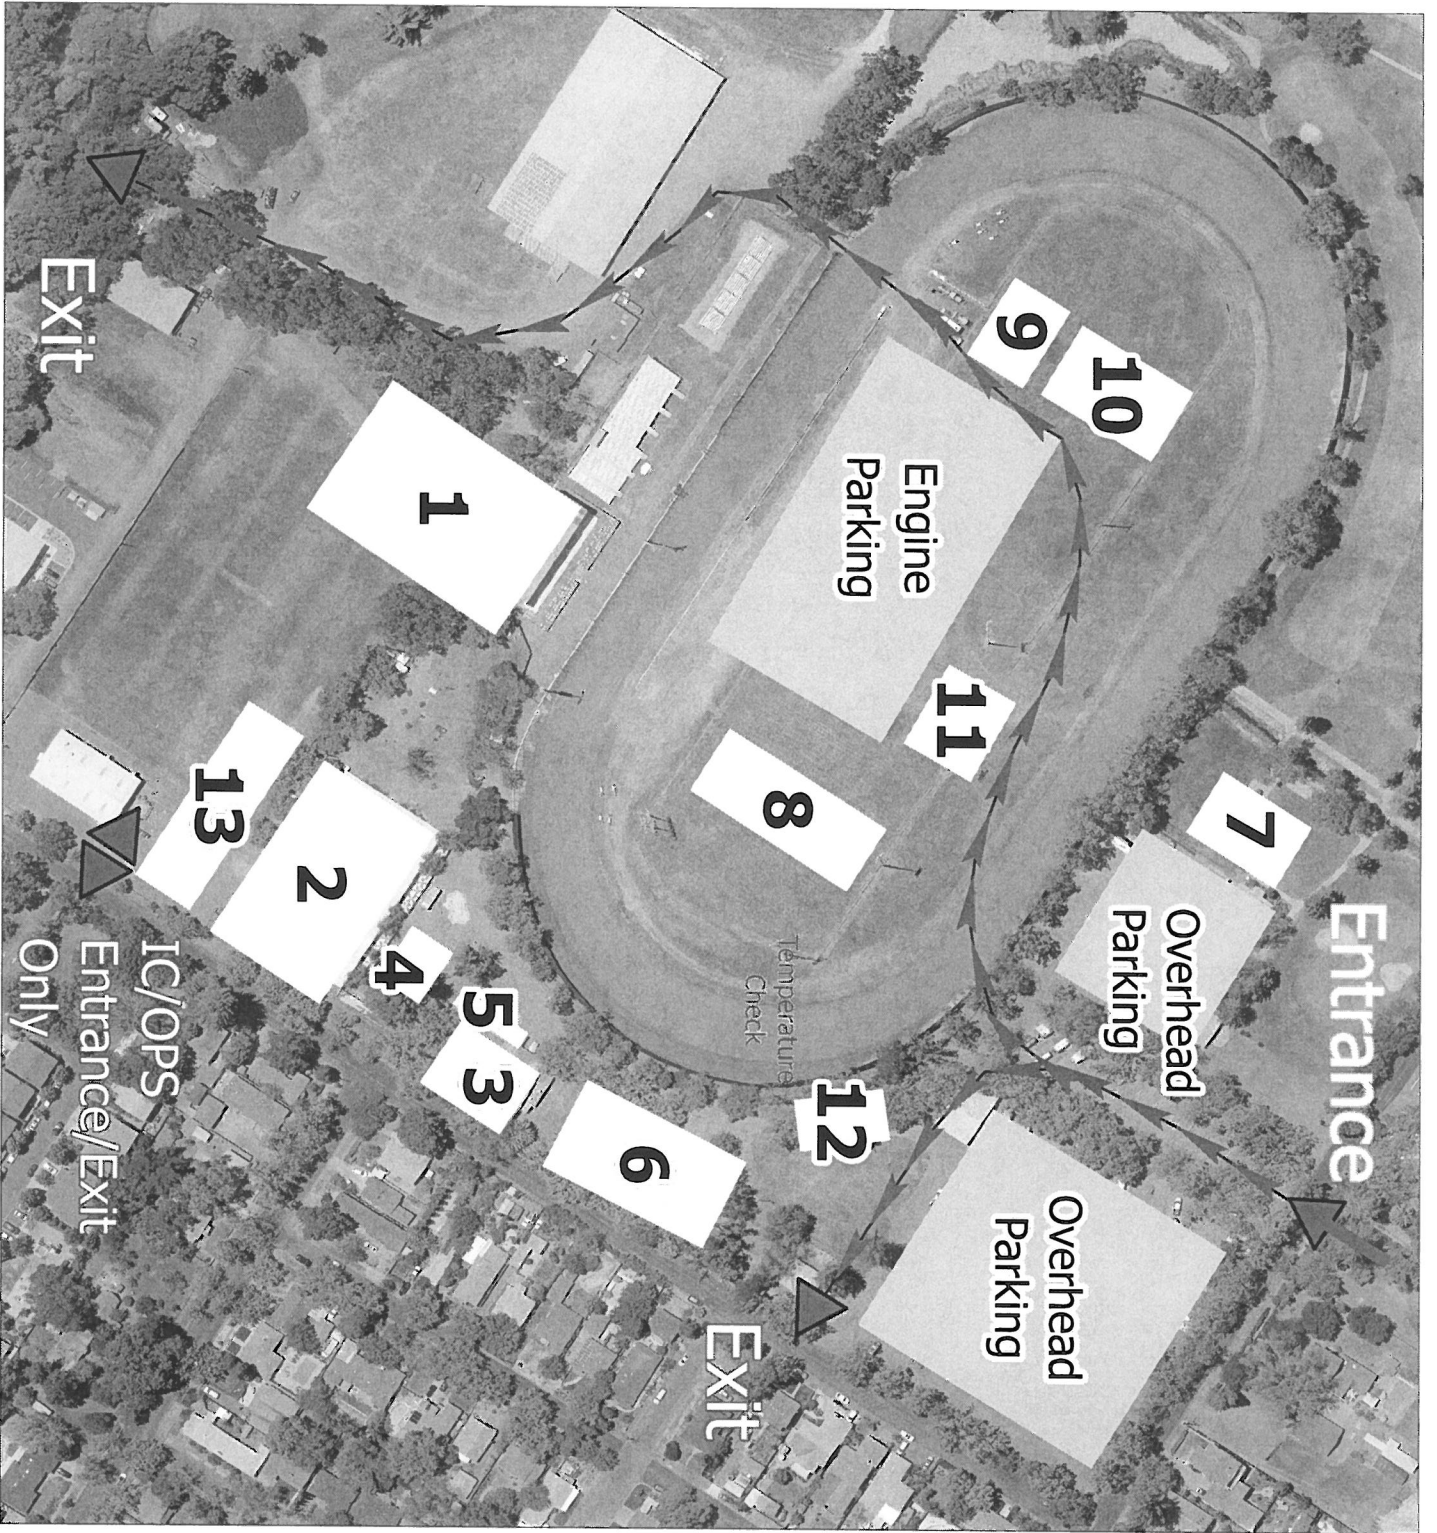 Entrance
7
Overhead
Parking
10
Overhead
Parking
9
11
Engine
Parking
12
8
Temperature
Check
Exit
6
5
3
1
4
2
13
IC/OPS
Entrance/Exit
Only
Exit